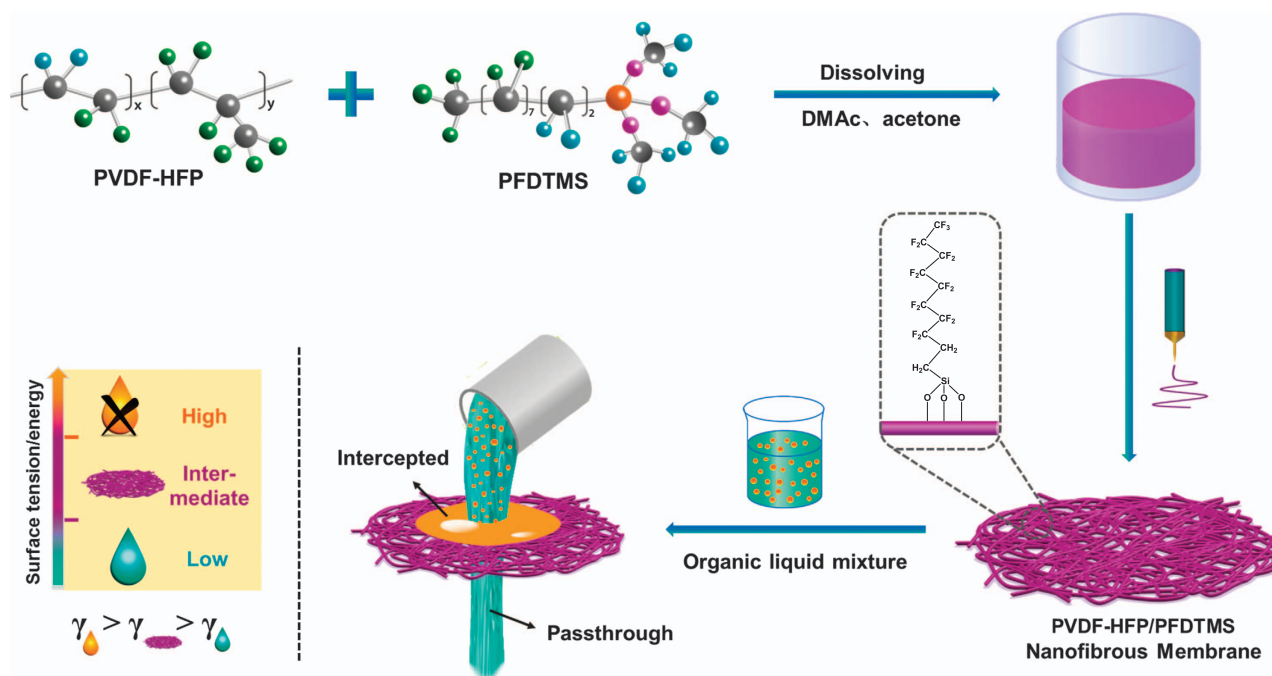 x
y
PVDF-HFP
7
2
PFDTMS
Dissolving
DMAc、acetone
CF₃
F₂C
CF₂
F₂C
CF₂
F₂C
CF₂
F₂C
CH₂
H₂C
Si
O O O
Surface tension/energy
High
Inter-
mediate
Low
γ > γ > γ
Intercepted
Passthrough
Organic liquid mixture
PVDF-HFP/PFDTMS
Nanofibrous Membrane